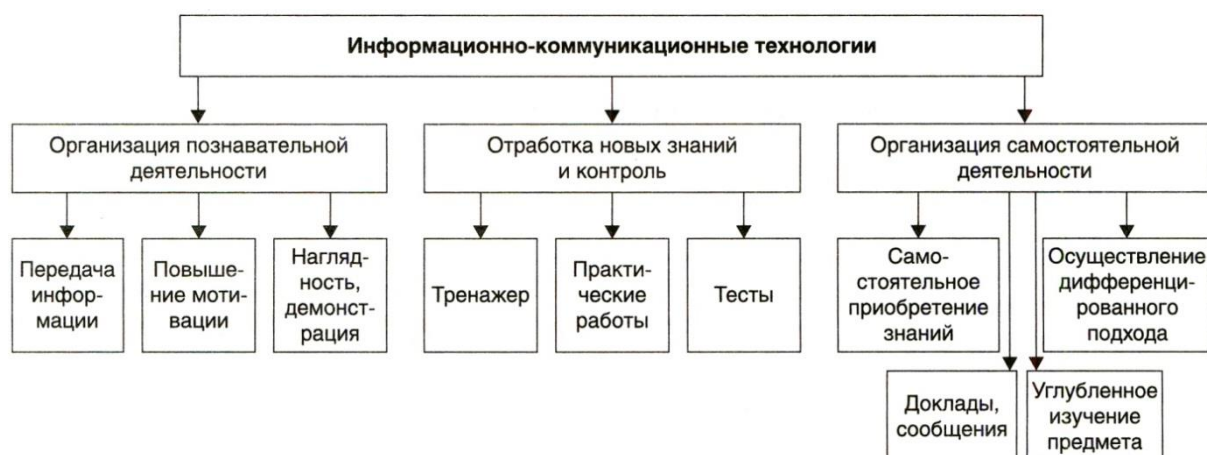 Информационно-коммуникационные технологии
Организация познавательной
деятельности
Отработка новых знаний
и контроль
Организация самостоятельной
деятельности
Передача
инфор-
мации
Повыше-
ние моти-
вации
Нагляд-
ность,
демонст-
рация
Тренажер
Практи-
ческие
работы
Тесты
Само-
стоятельное
приобретение
знаний
Осуществление
дифференци-
рованного
подхода
Доклады,
сообщения
Углубленное
изучение
предмета